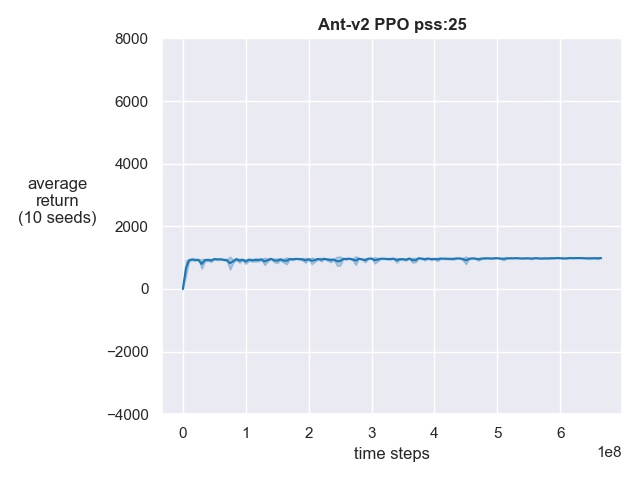 Ant-v2 PPO pss:25
8000
6000
4000
2000
0
−2000
−4000
average
return
(10 seeds)
0 1 2 3 4 5 6
1e8
time steps